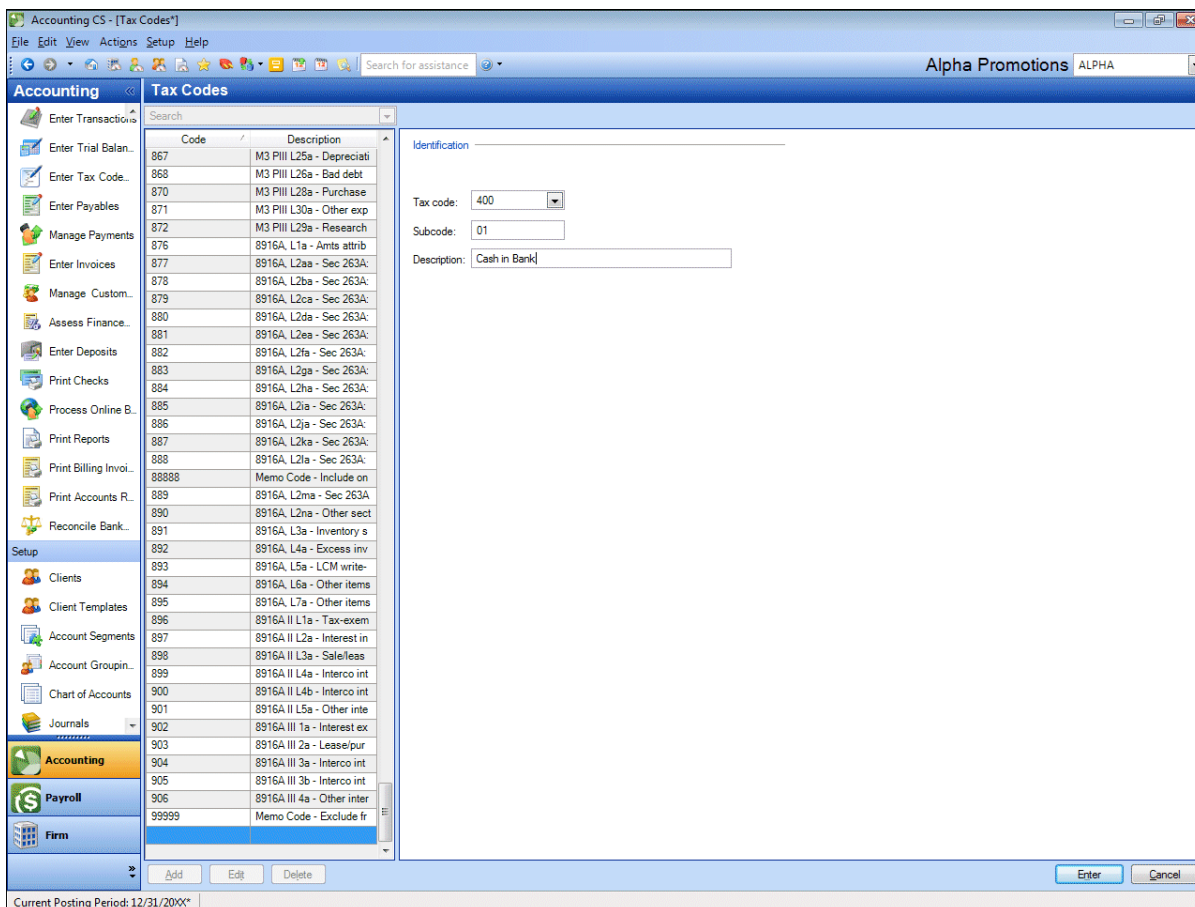 Accounting CS - [Tax Codes*]
File Edit View Actions Setup Help
Search for assistance
Alpha Promotions ALPHA
Accounting «
Tax Codes
Enter Transactions
Enter Trial Balan...
Enter Tax Code...
Enter Payables
Manage Payments
Enter Invoices
Manage Custom...
Assess Finance...
Enter Deposits
Print Checks
Process Online B...
Print Reports
Print Billing Invoi...
Print Accounts R...
Reconcile Bank...
Setup
Clients
Client Templates
Account Segments
Account Groupin...
Chart of Accounts
Journals
Accounting
Payroll
Firm
»
Search
Code Description
867 M3 PIII L25a - Depreciati
868 M3 PIII L26a - Bad debt
870 M3 PIII L28a - Purchase
871 M3 PIII L30a - Other exp
872 M3 PIII L29a - Research
876 8916A, L1a - Amts attrib
877 8916A, L2aa - Sec 263A:
878 8916A, L2ba - Sec 263A:
879 8916A, L2ca - Sec 263A:
880 8916A, L2da - Sec 263A:
881 8916A, L2ea - Sec 263A:
882 8916A, L2fa - Sec 263A:
883 8916A, L2ga - Sec 263A:
884 8916A, L2ha - Sec 263A:
885 8916A, L2ia - Sec 263A:
886 8916A, L2ja - Sec 263A:
887 8916A, L2ka - Sec 263A:
888 8916A, L2la - Sec 263A:
88888 Memo Code - Include on
889 8916A, L2ma - Sec 263A
890 8916A, L2na - Other sect
891 8916A, L3a - Inventory s
892 8916A, L4a - Excess inv
893 8916A, L5a - LCM write-
894 8916A, L6a - Other items
895 8916A, L7a - Other items
896 8916A II L1a - Tax-exem
897 8916A II L2a - Interest in
898 8916A II L3a - Sale/leas
899 8916A II L4a - Interco int
900 8916A II L4b - Interco int
901 8916A II L5a - Other inte
902 8916A III 1a - Interest ex
903 8916A III 2a - Lease/pur
904 8916A III 3a - Interco int
905 8916A III 3b - Interco int
906 8916A III 4a - Other inter
99999 Memo Code - Exclude fr
Identification
Tax code: 400
Subcode: 01
Description: Cash in Bank
Add Edit Delete
Enter Cancel
Current Posting Period: 12/31/20XX*